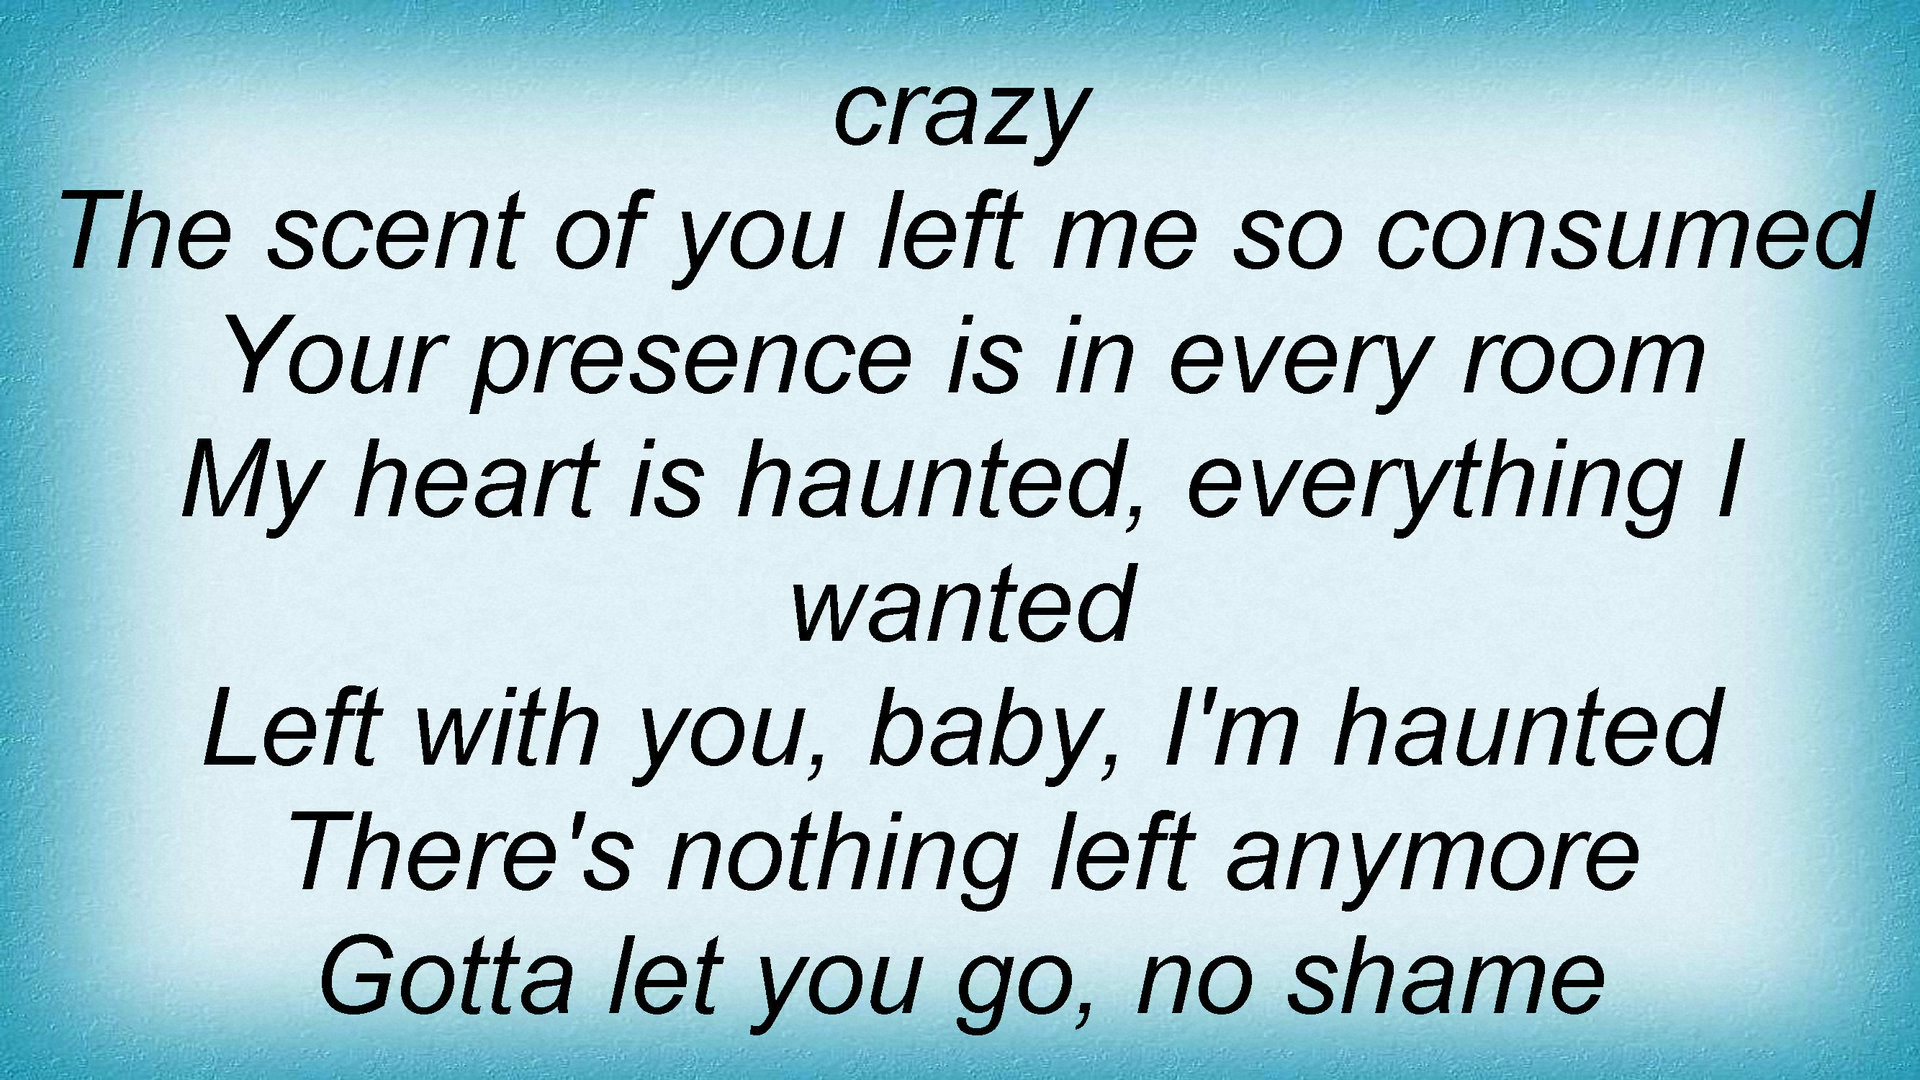 crazy
The scent of you left me so consumed
Your presence is in every room
My heart is haunted, everything I
wanted
Left with you, baby, I'm haunted
There's nothing left anymore
Gotta let you go, no shame